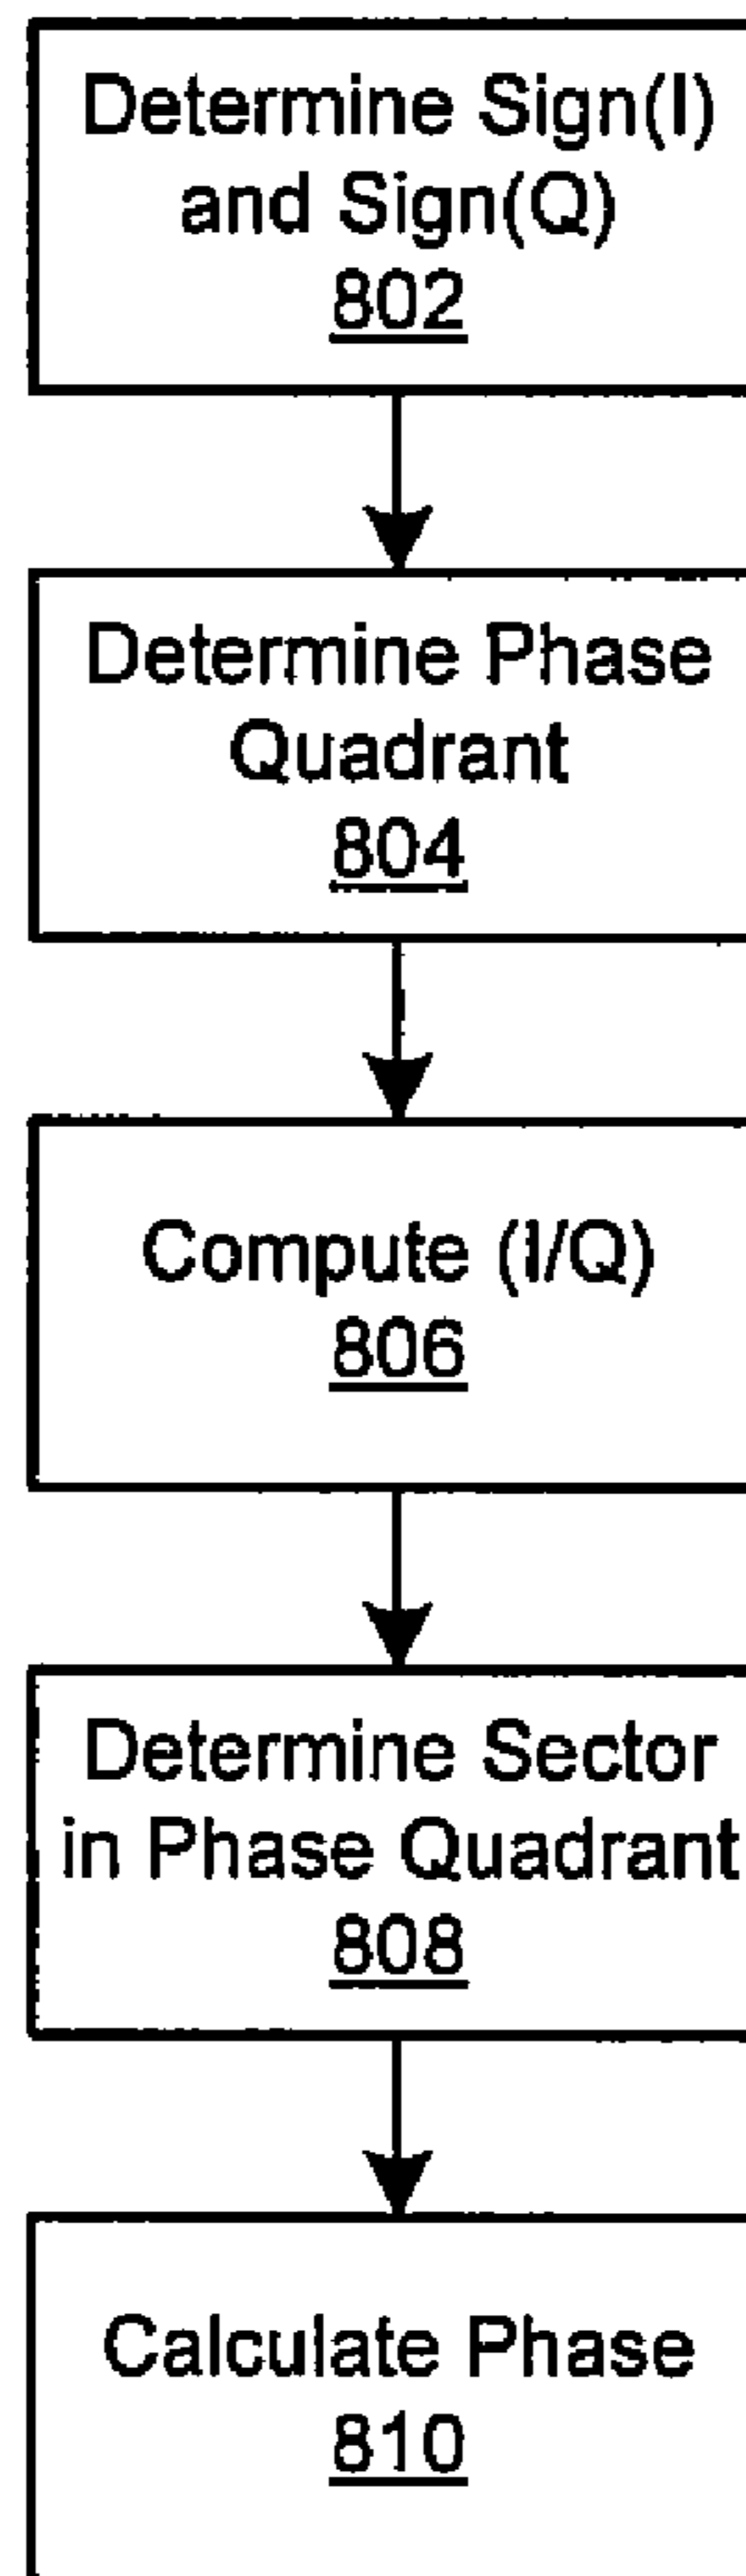 Determine Sign(I)
and Sign(Q)
802
Determine Phase
Quadrant
804
Compute (I/Q)
806
Determine Sector
in Phase Quadrant
808
Calculate Phase
810